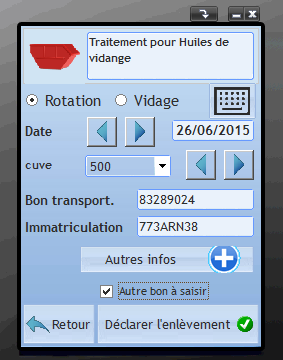 Traitement pour Huiles de
vidange
Rotation Vidage
Date 26/06/2015
cuve 500
Bon transport. 83289024
Immatriculation 773ARN38
Autres infos
Autre bon à saisir
Retour Déclarer l'enlèvement